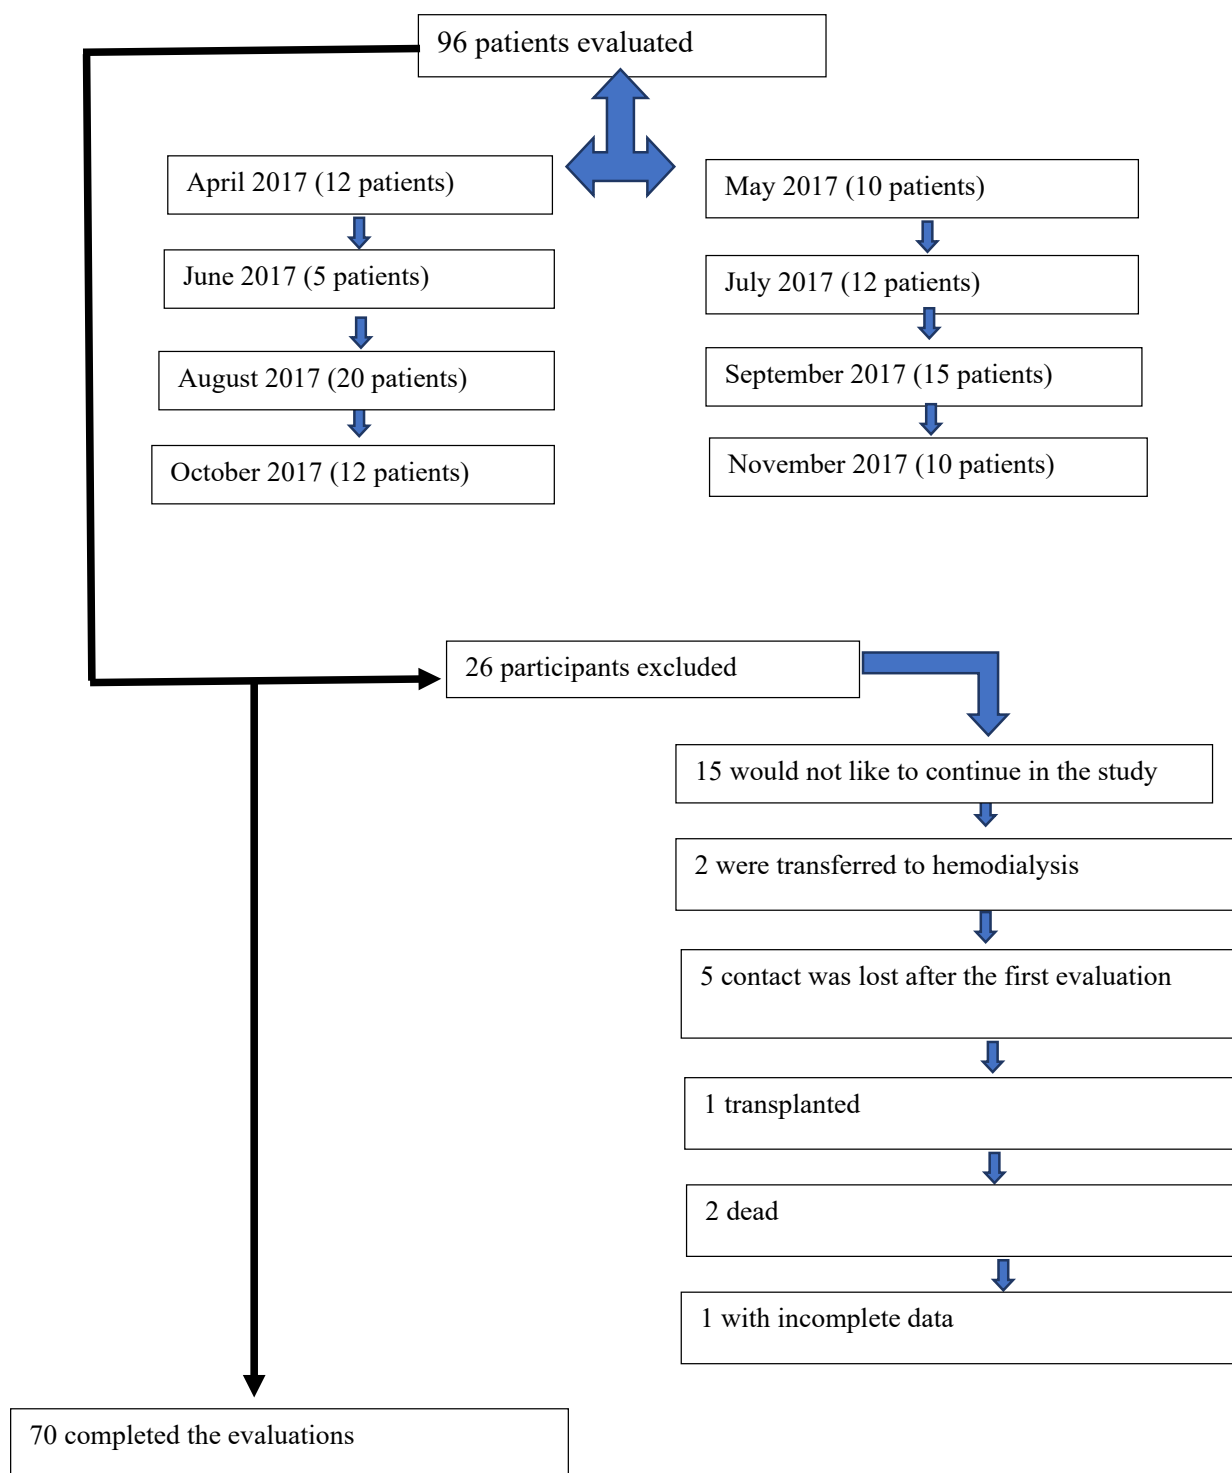 96 patients evaluated
April 2017 (12 patients)
May 2017 (10 patients)
June 2017 (5 patients)
July 2017 (12 patients)
August 2017 (20 patients)
September 2017 (15 patients)
October 2017 (12 patients)
November 2017 (10 patients)
26 participants excluded
15 would not like to continue in the study
2 were transferred to hemodialysis
5 contact was lost after the first evaluation
1 transplanted
2 dead
1 with incomplete data
70 completed the evaluations